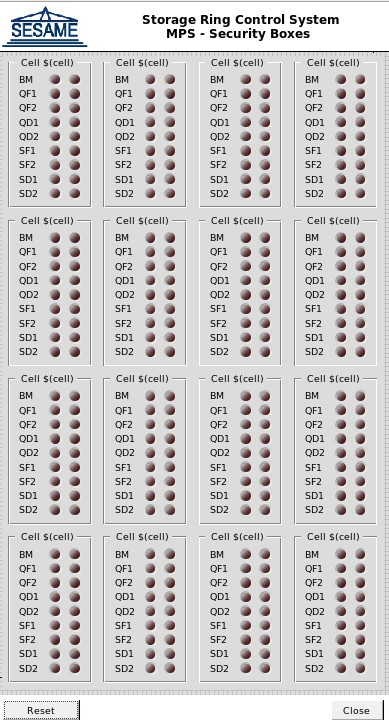 SESAME
Storage Ring Control System
MPS - Security Boxes
Cell $(cell) Cell $(cell) Cell $(cell) Cell $(cell)
BM BM BM BM
QF1 QF1 QF1 QF1
QF2 QF2 QF2 QF2
QD1 QD1 QD1 QD1
QD2 QD2 QD2 QD2
SF1 SF1 SF1 SF1
SF2 SF2 SF2 SF2
SD1 SD1 SD1 SD1
SD2 SD2 SD2 SD2
Cell $(cell) Cell $(cell) Cell $(cell) Cell $(cell)
BM BM BM BM
QF1 QF1 QF1 QF1
QF2 QF2 QF2 QF2
QD1 QD1 QD1 QD1
QD2 QD2 QD2 QD2
SF1 SF1 SF1 SF1
SF2 SF2 SF2 SF2
SD1 SD1 SD1 SD1
SD2 SD2 SD2 SD2
Cell $(cell) Cell $(cell) Cell $(cell) Cell $(cell)
BM BM BM BM
QF1 QF1 QF1 QF1
QF2 QF2 QF2 QF2
QD1 QD1 QD1 QD1
QD2 QD2 QD2 QD2
SF1 SF1 SF1 SF1
SF2 SF2 SF2 SF2
SD1 SD1 SD1 SD1
SD2 SD2 SD2 SD2
Cell $(cell) Cell $(cell) Cell $(cell) Cell $(cell)
BM BM BM BM
QF1 QF1 QF1 QF1
QF2 QF2 QF2 QF2
QD1 QD1 QD1 QD1
QD2 QD2 QD2 QD2
SF1 SF1 SF1 SF1
SF2 SF2 SF2 SF2
SD1 SD1 SD1 SD1
SD2 SD2 SD2 SD2
Reset Close